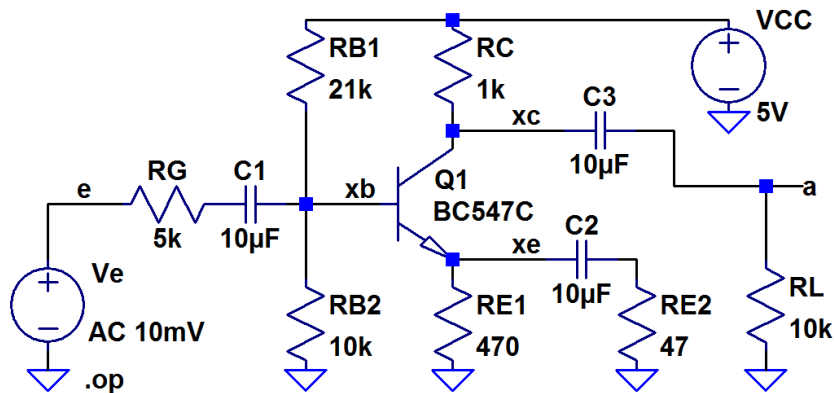 VCC
RB1
21k
RC
1k
5V
C3
xc
10µF
RG
C1
e
xb
Q1
a
BC547C
5k
10µF
xe
C2
Ve
RB2
10µF
RE1
RE2
RL
AC 10mV
10k
470
47
10k
.op